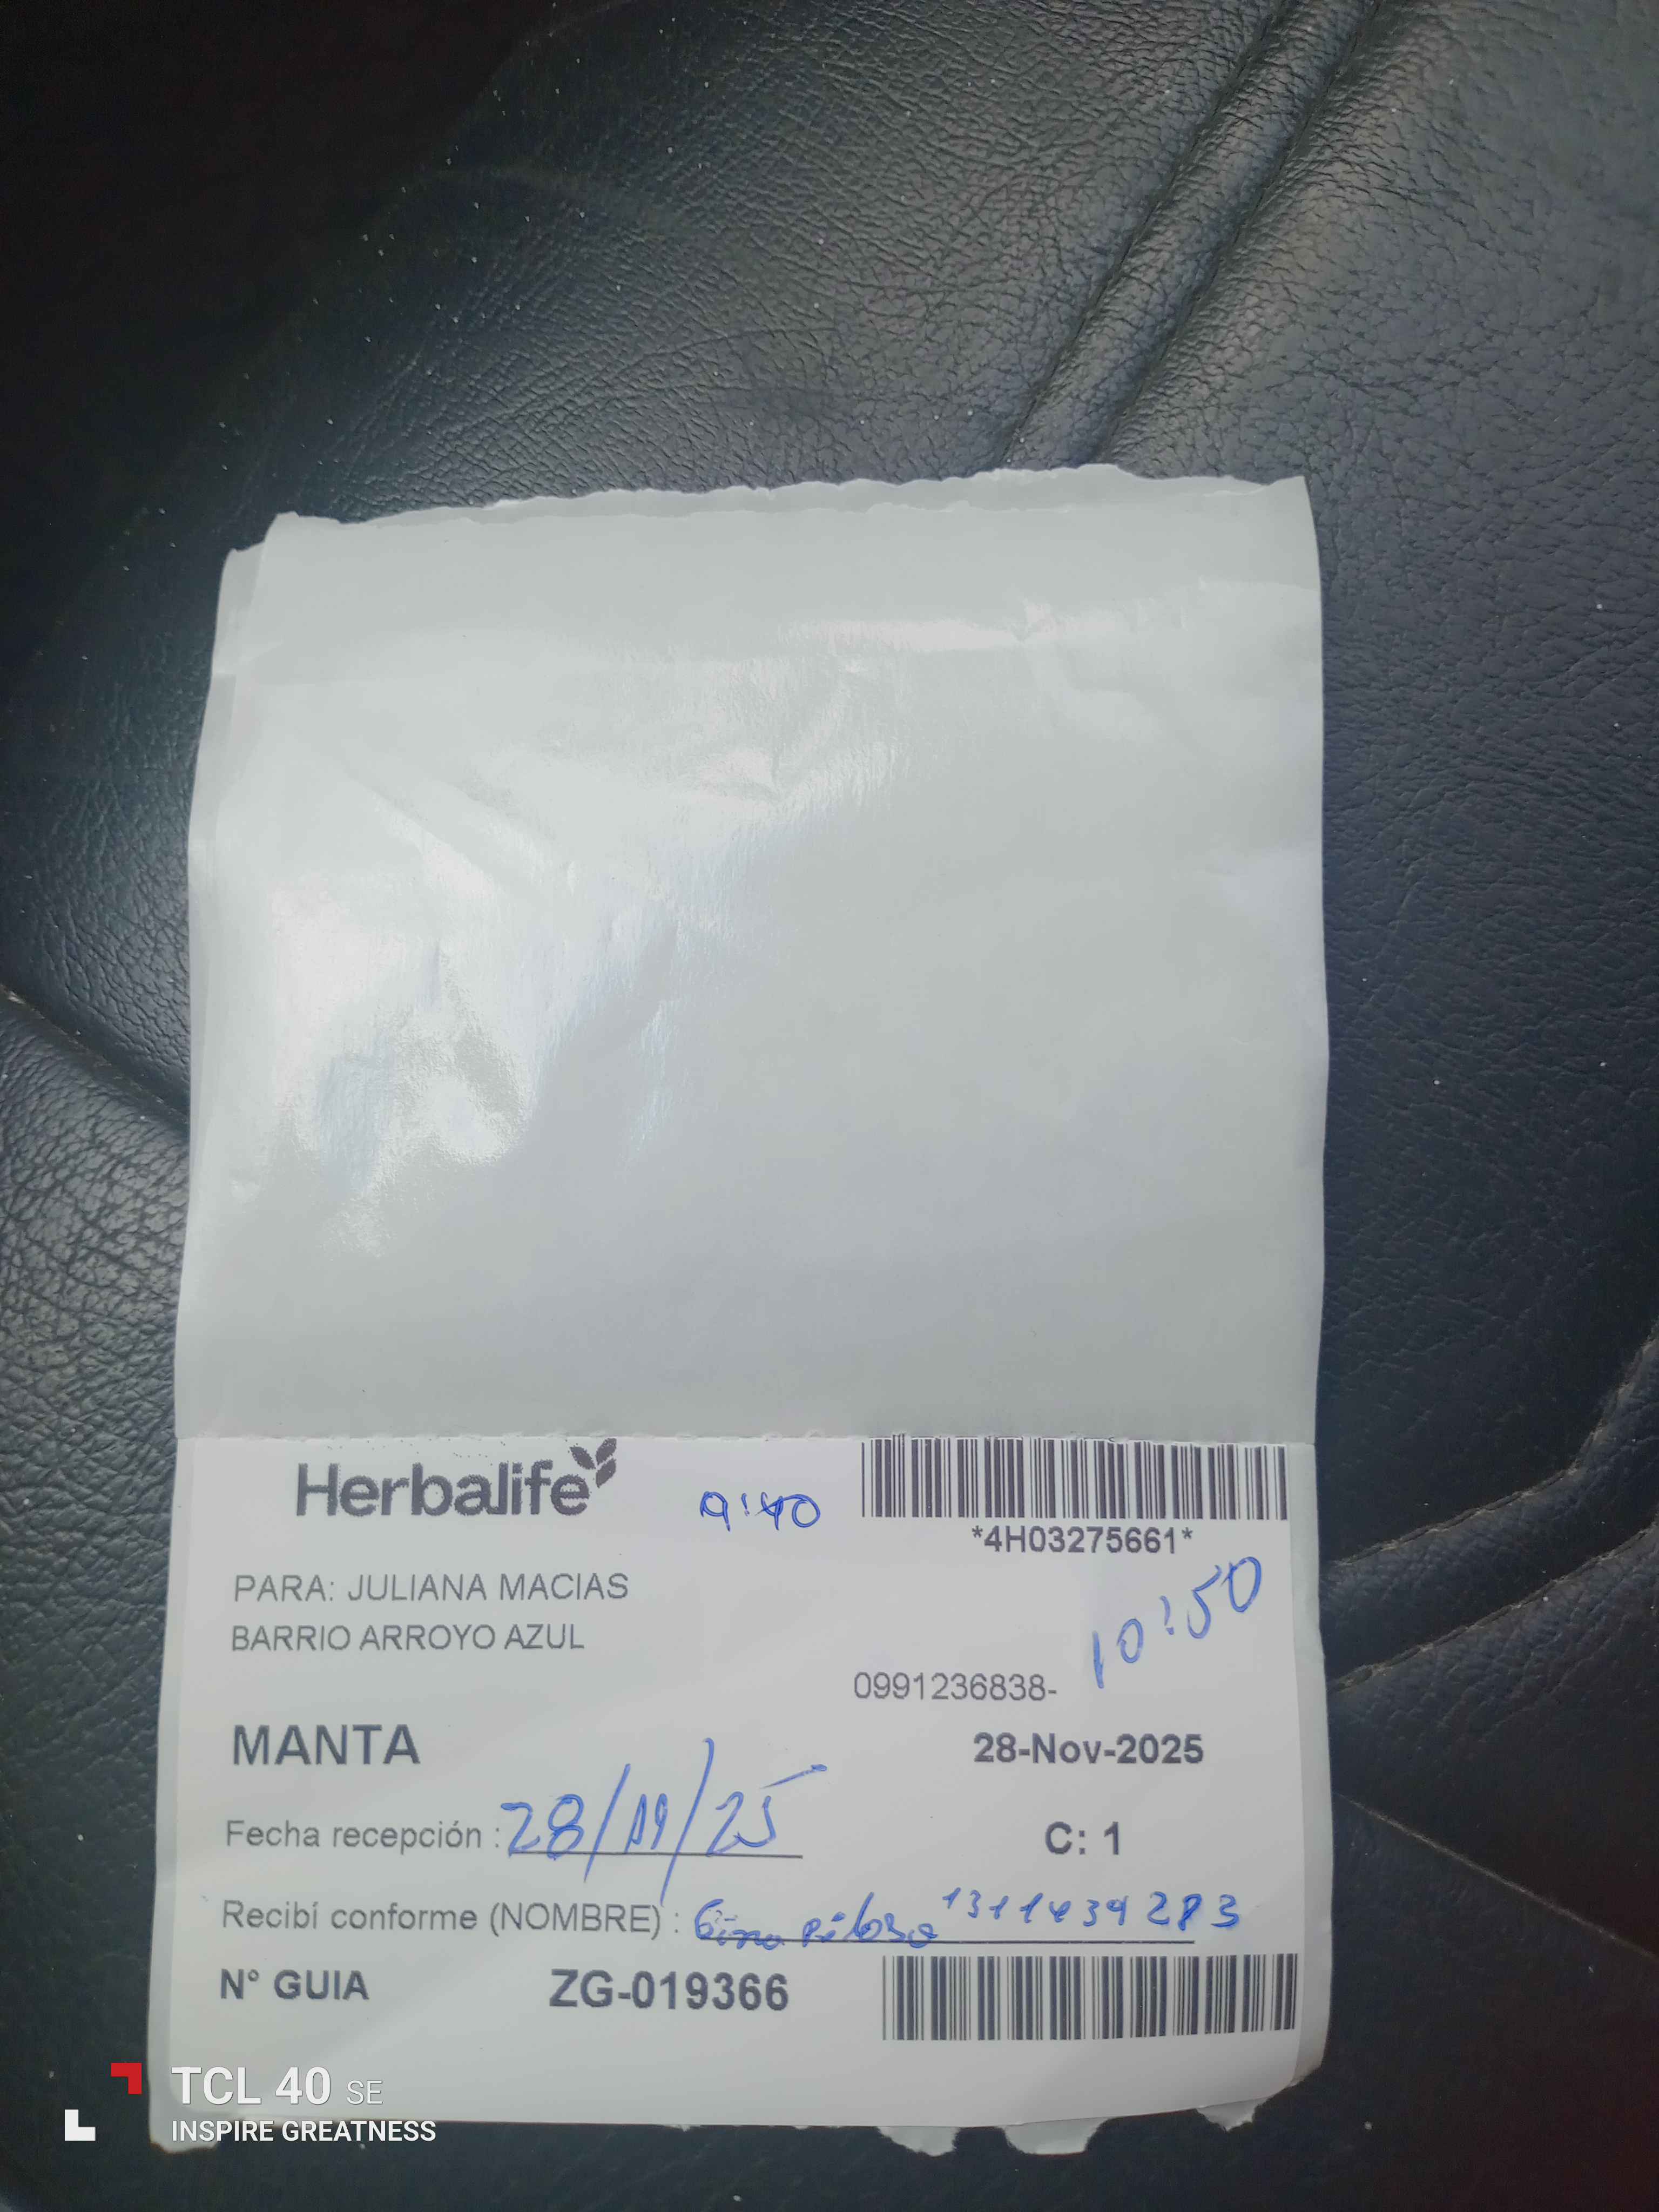 Herbalife
9:40
*4H03275661*
PARA: JULIANA MACIAS
BARRIO ARROYO AZUL
10:50
0991236838-
MANTA
28-Nov-2025
Fecha recepción : 28/11/25
C: 1
Recibí conforme (NOMBRE) :
N° GUIA ZG-019366
TCL 40 SE
INSPIRE GREATNESS